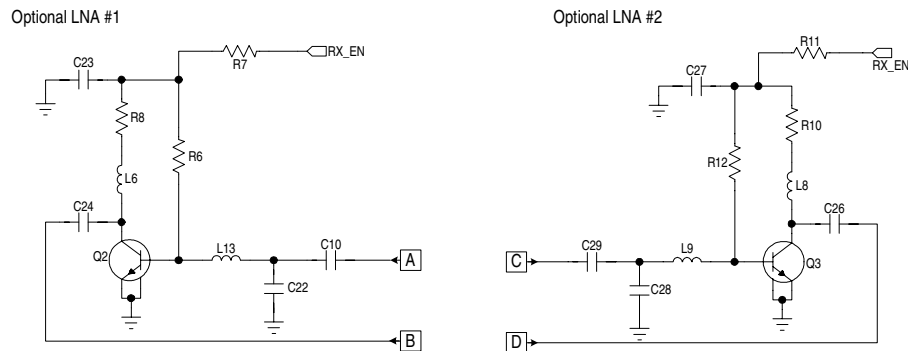 Optional LNA #1
Optional LNA #2
R7
RX_EN
R11
RX_EN
C23
C27
R8
R10
R6
R12
L6
L8
C24
C26
Q2
L13
C10
A
C29
L9
Q3
C
C22
C28
B
D